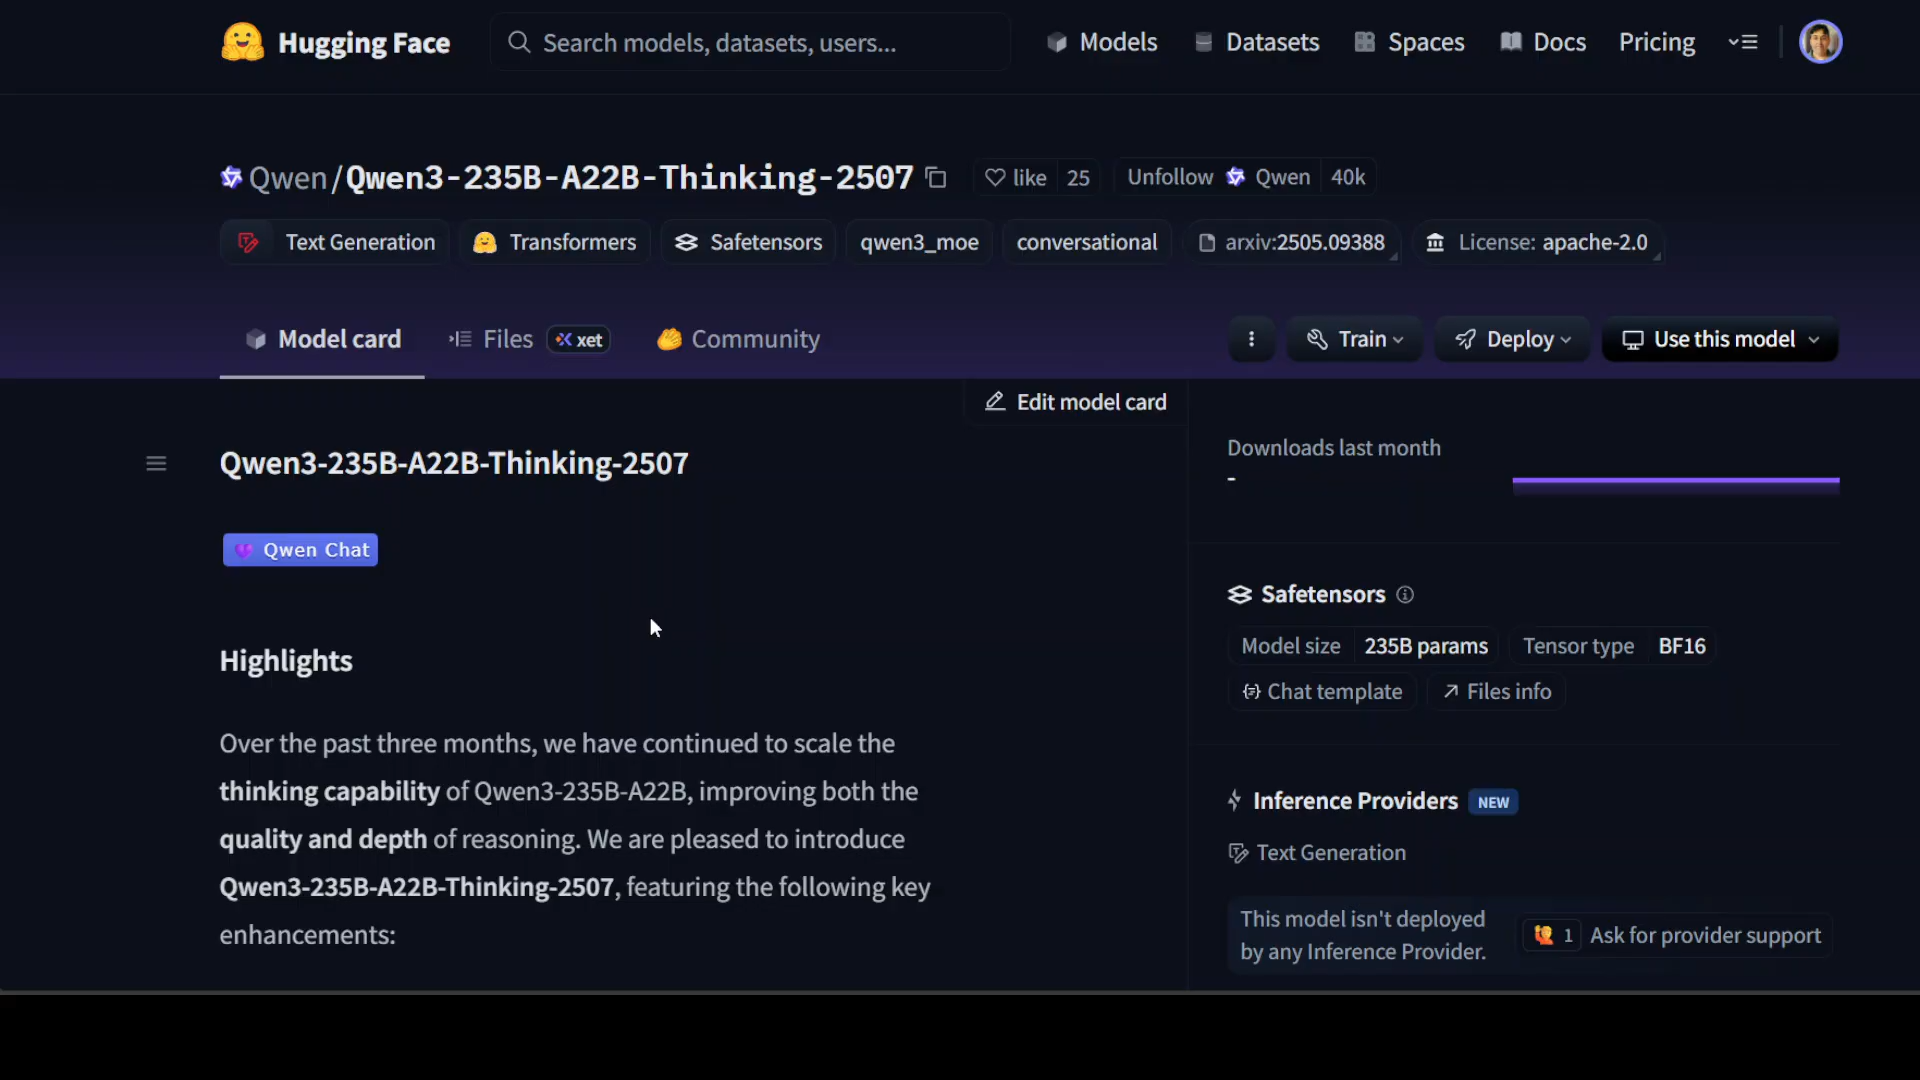 Hugging Face
Search models, datasets, users...
Models
Datasets
Spaces
Docs
Pricing
Qwen/Qwen3-235B-A22B-Thinking-2507
like 25
Unfollow Qwen 40k
Text Generation
Transformers
Safetensors
qwen3_moe
conversational
arxiv:2505.09388
License: apache-2.0
Model card
Files
xet
Community
Train
Deploy
Use this model
Edit model card
Qwen3-235B-A22B-Thinking-2507
Qwen Chat
Highlights
Over the past three months, we have continued to scale the
thinking capability of Qwen3-235B-A22B, improving both the
quality and depth of reasoning. We are pleased to introduce
Qwen3-235B-A22B-Thinking-2507, featuring the following key
enhancements:
Downloads last month
-
Safetensors
Model size 235B params
Tensor type BF16
Chat template
Files info
Inference Providers NEW
Text Generation
This model isn't deployed
by any Inference Provider.
1 Ask for provider support